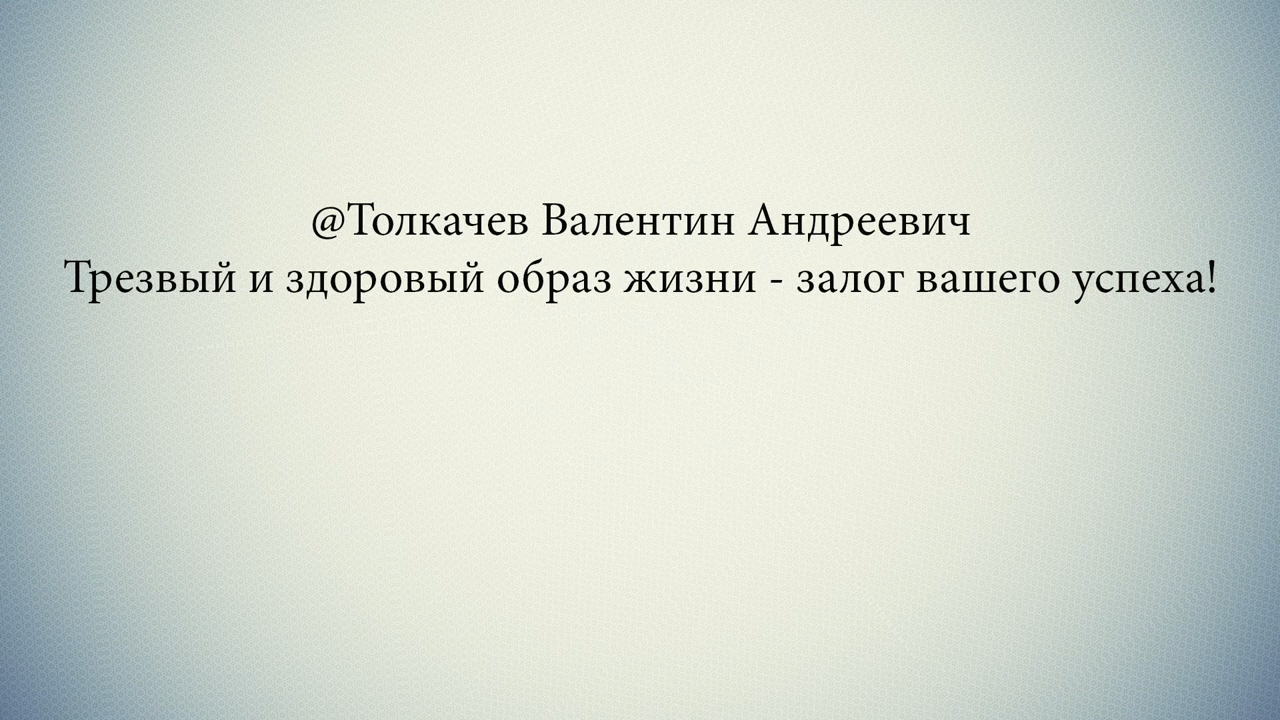 @Толкачев Валентин Андреевич
Трезвый и здоровый образ жизни - залог вашего успеха!